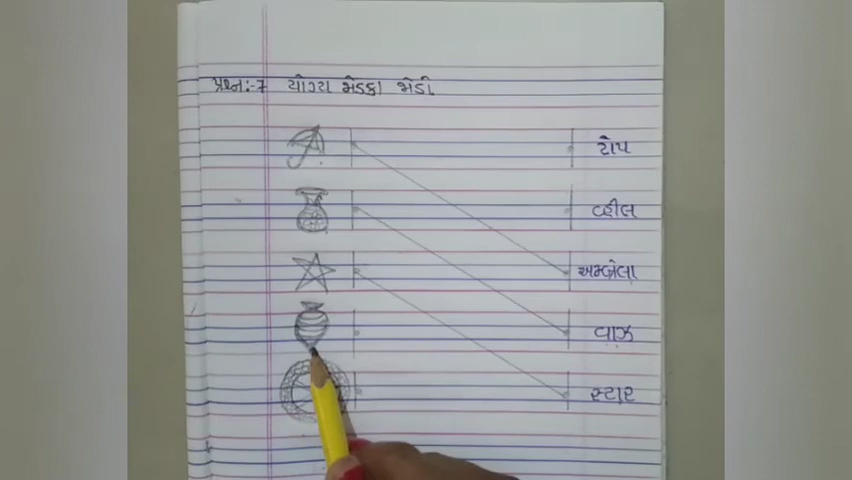 પ્રશ્ન:-7 યોગ્ય જોડકા જોડો
ટોપ
વ્હીલ
અમ્બ્રેલા
વાઝ
સ્ટાર